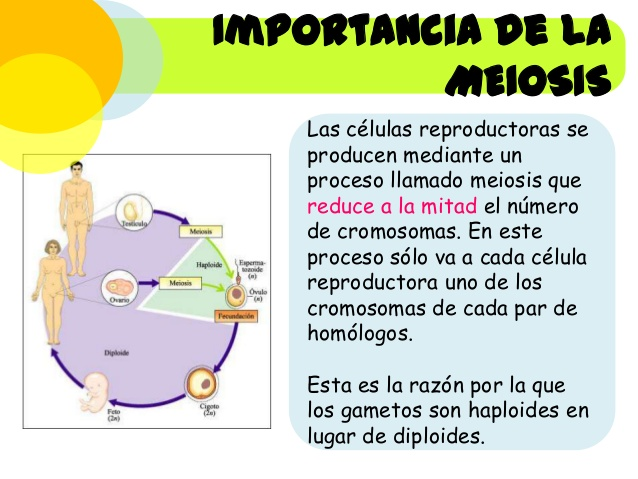 IMPORTANCIA DE LA
MEIOSIS
Las células reproductoras se
producen mediante un
proceso llamado meiosis que
reduce a la mitad el número
de cromosomas. En este
proceso sólo va a cada célula
reproductora uno de los
cromosomas de cada par de
homólogos.
Esta es la razón por la que
los gametos son haploides en
lugar de diploides.
Testículo
Meiosis
Haploide
Esperma-
tozoide
(n)
Meiosis
Óvulo
(n)
Ovario
Fecundación
Diploide
Cigoto
(2n)
Feto
(2n)